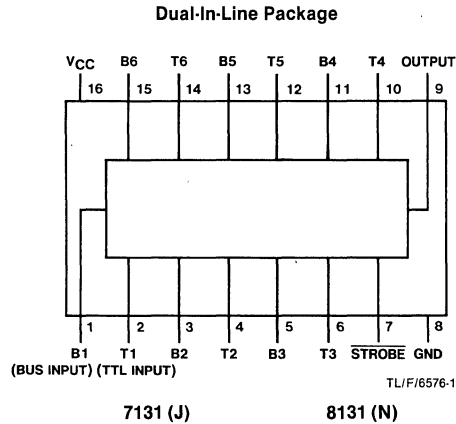 Dual-In-Line Package
VCC B6 T6 B5 T5 B4 T4 OUTPUT
16 15 14 13 12 11 10 9
1 2 3 4 5 6 7 8
B1 T1 B2 T2 B3 T3 STROBE GND
(BUS INPUT) (TTL INPUT)
TL/F/6576-1
7131 (J) 8131 (N)